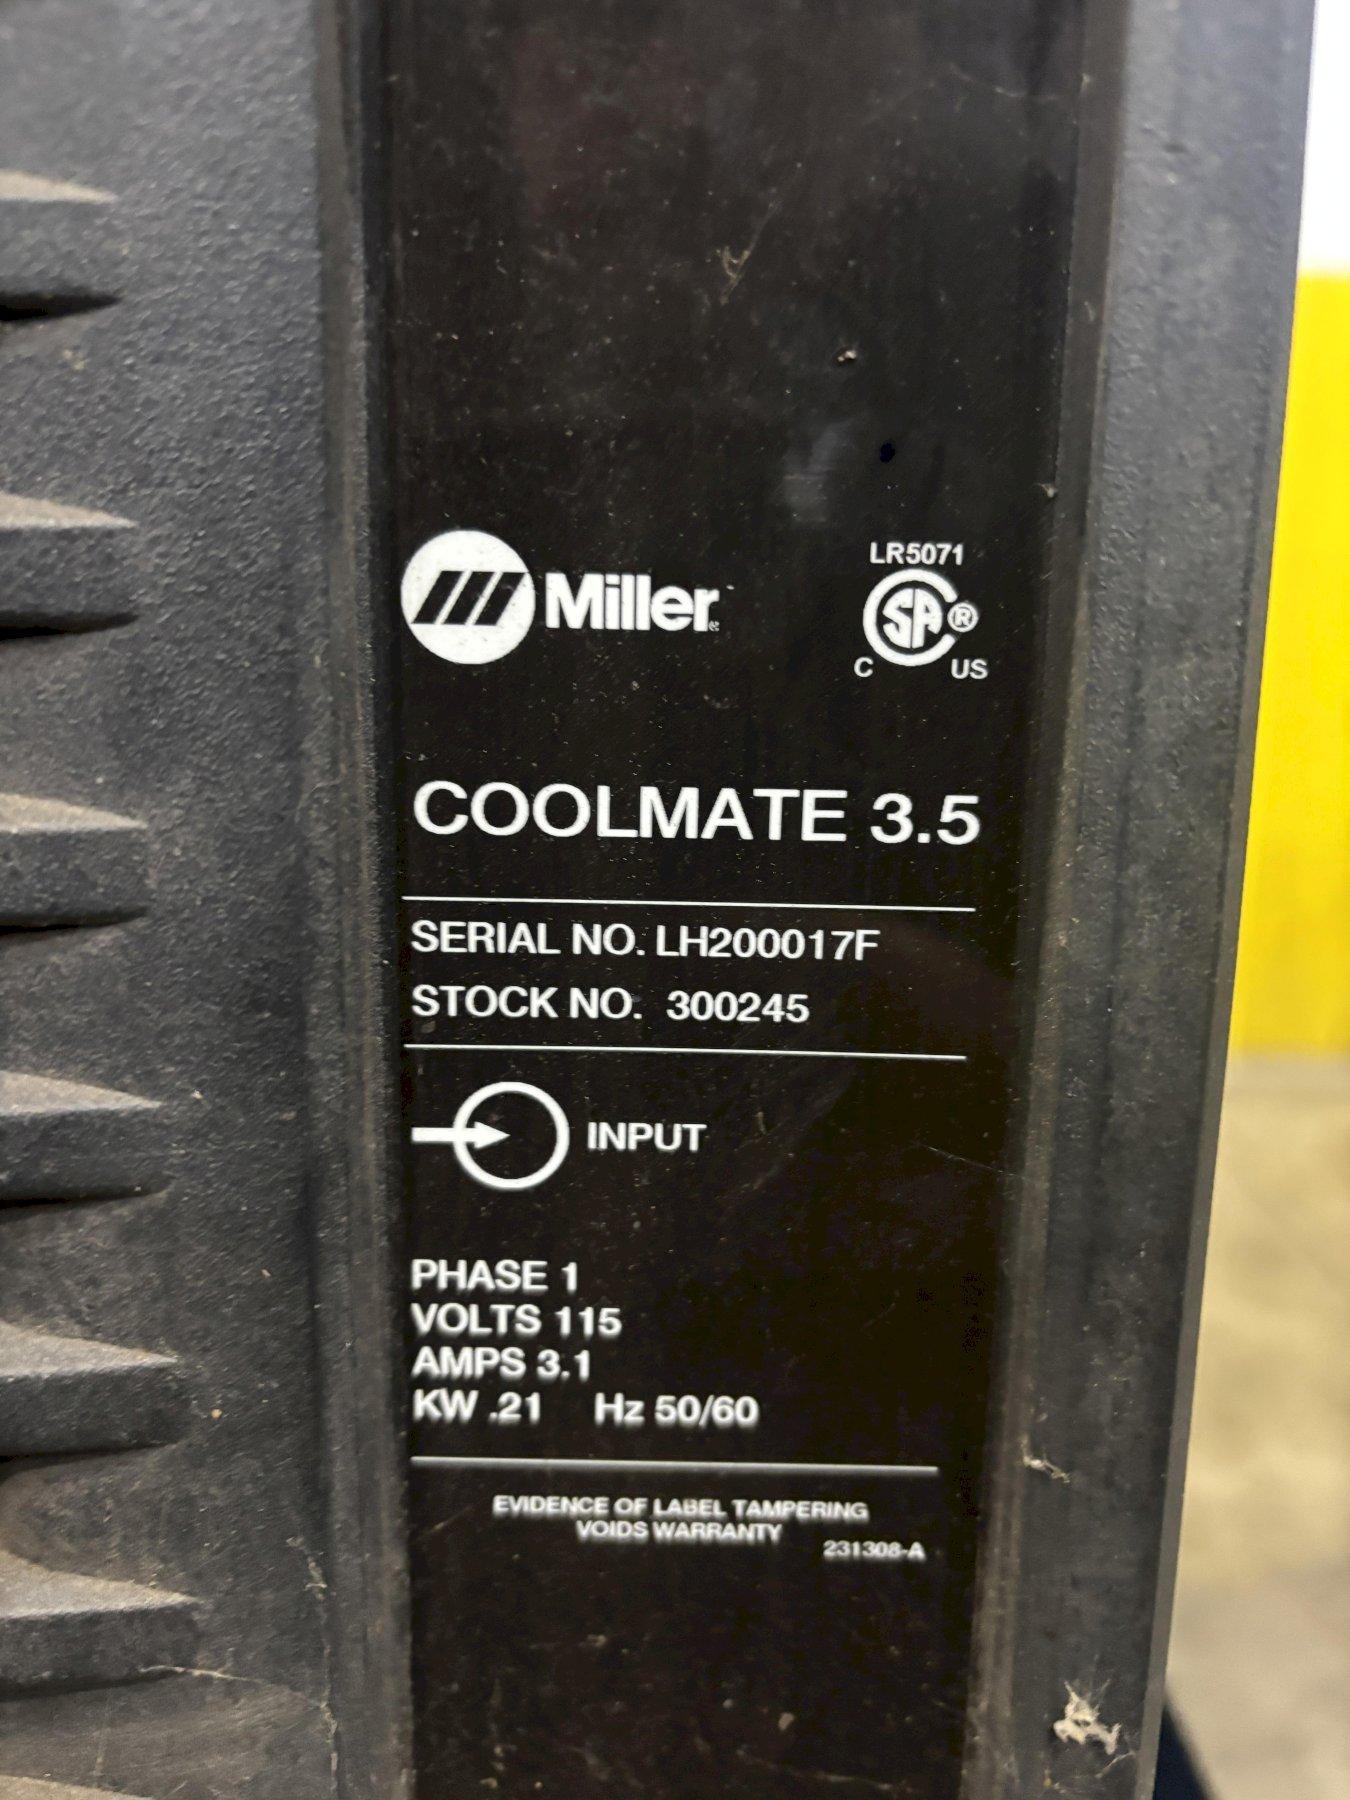 Miller
LR5071
SA ®
C US
COOLMATE 3.5
SERIAL NO. LH200017F
STOCK NO. 300245
INPUT
PHASE 1
VOLTS 115
AMPS 3.1
KW .21 Hz 50/60
EVIDENCE OF LABEL TAMPERING
VOIDS WARRANTY
231308-A